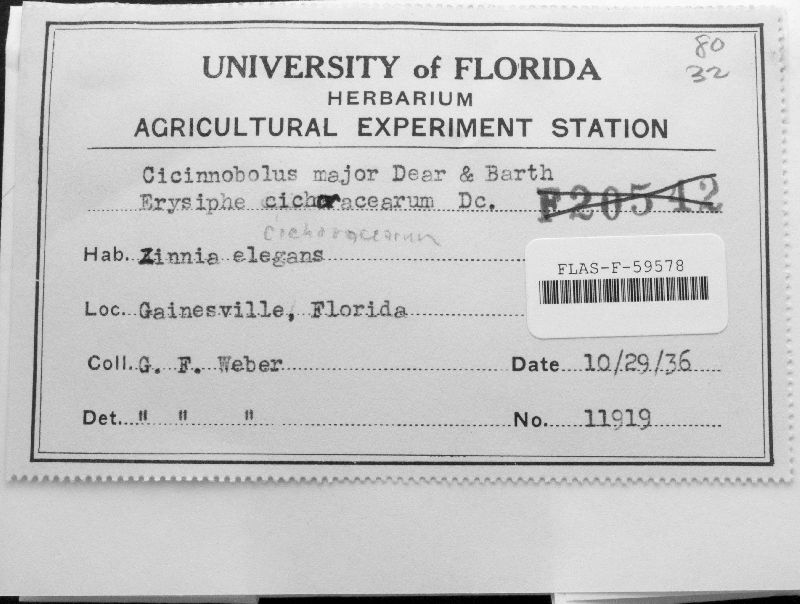 80
32
UNIVERSITY of FLORIDA
HERBARIUM
AGRICULTURAL EXPERIMENT STATION
Cicinnobolus major Dear & Barth
Erysiphe cichoracearum Dc.
F20542
cichoracearum
Hab. Zinnia elegans
FLAS-F-59578
Loc. Gainesville, Florida
Coll. G. F. Weber Date 10/29/36
Det. " " " No. 11919